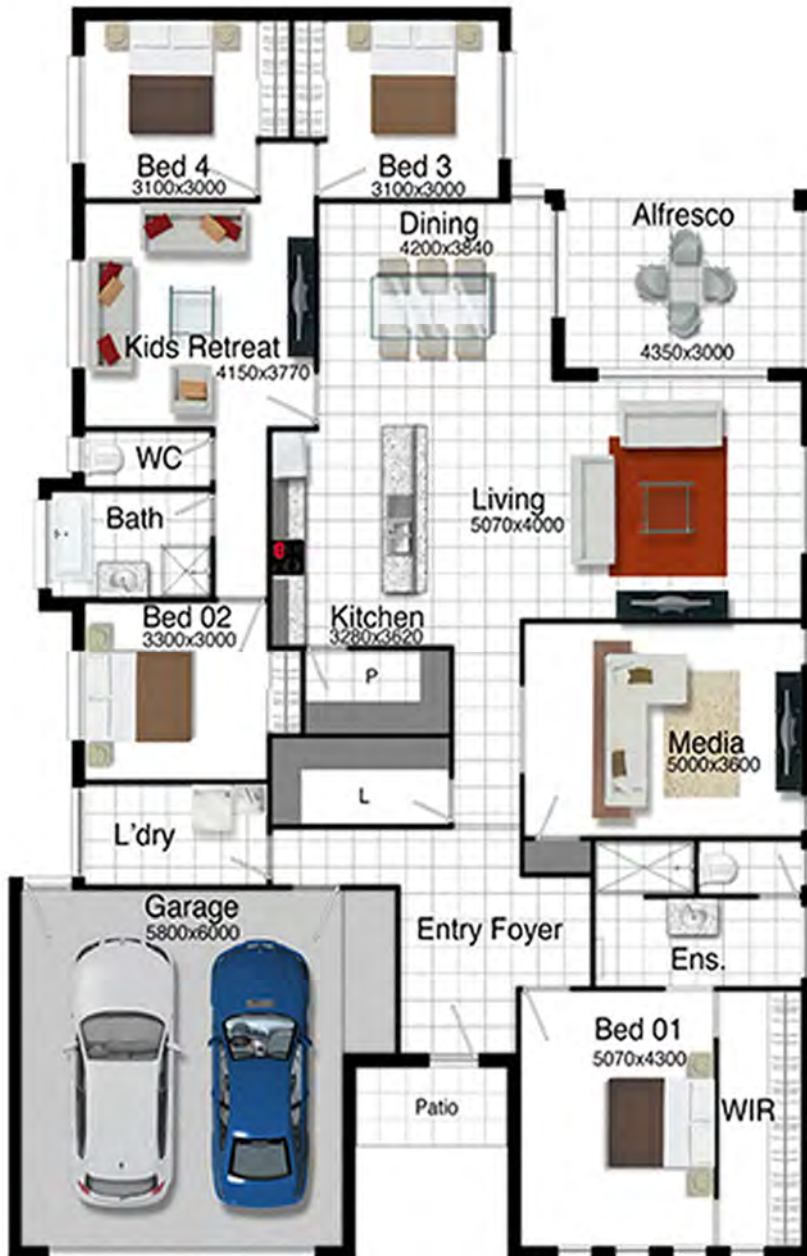 Bed 4
3100x3000
Bed 3
3100x3000
Dining
4200x3840
Alfresco
4350x3000
Kids Retreat
4150x3770
WC
Bath
Living
5070x4000
Bed 02
3300x3000
Kitchen
3280x3620
P
Media
5000x3600
L
L'dry
Garage
5800x6000
Entry Foyer
Ens.
Bed 01
5070x4300
Patio
WIR